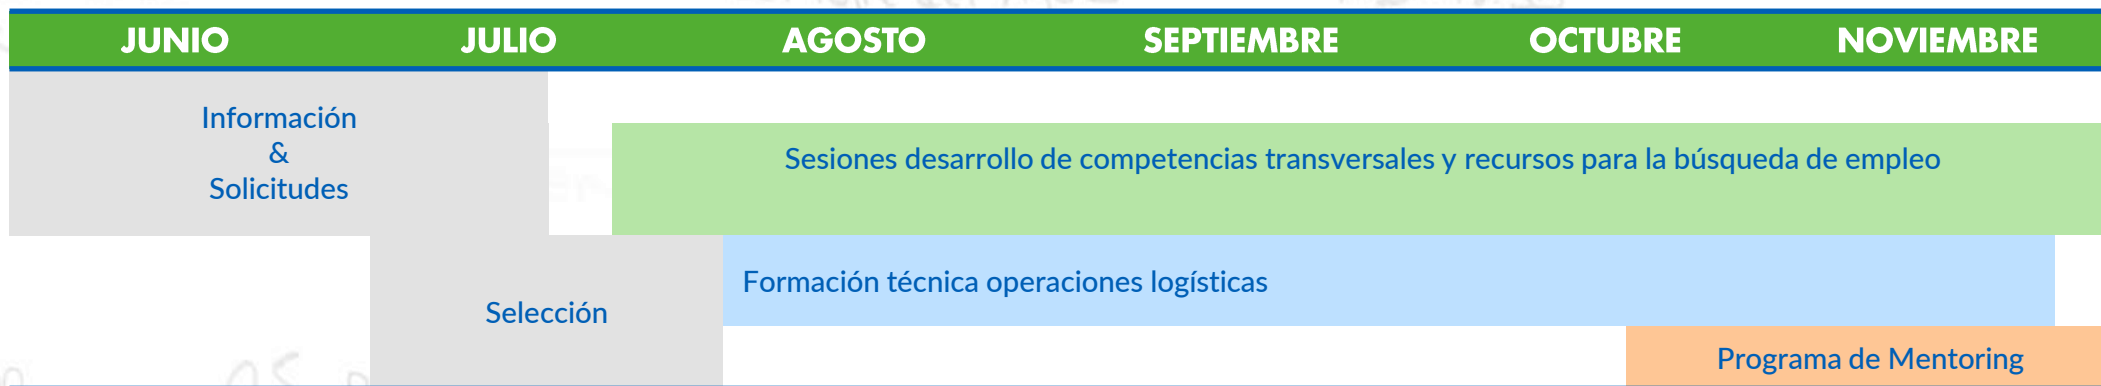 JUNIO JULIO AGOSTO SEPTIEMBRE OCTUBRE NOVIEMBRE
Información
&
Solicitudes
Sesiones desarrollo de competencias transversales y recursos para la búsqueda de empleo
Formación técnica operaciones logísticas
Selección
Programa de Mentoring